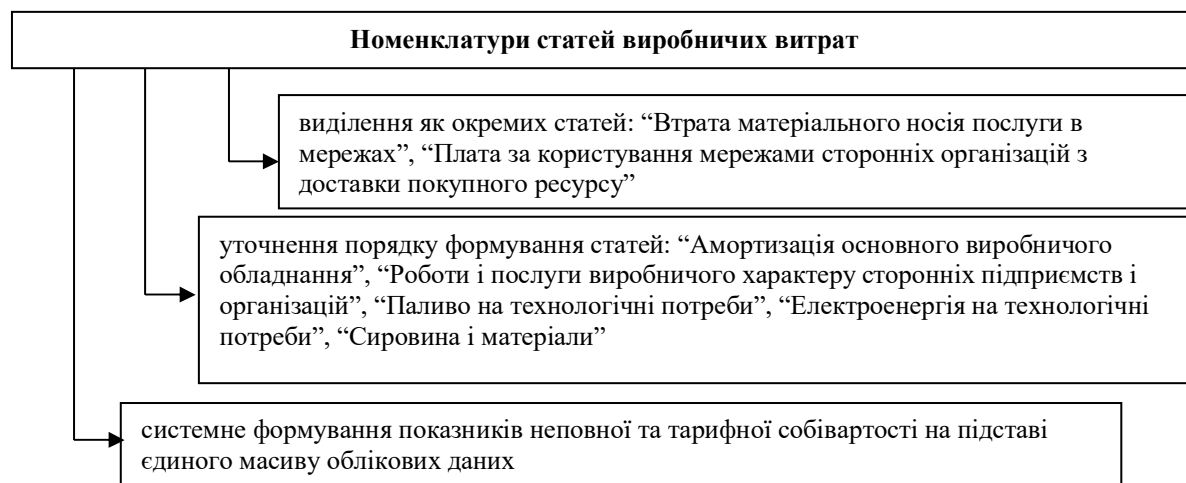 Номенклатури статей виробничих витрат
виділення як окремих статей: “Втрата матеріального носія послуги в
мережах”, “Плата за користування мережами сторонніх організацій з
доставки покупного ресурсу”
уточнення порядку формування статей: “Амортизація основного виробничого
обладнання”, “Роботи і послуги виробничого характеру сторонніх підприємств і
організацій”, “Паливо на технологічні потреби”, “Електроенергія на технологічні
потреби”, “Сировина і матеріали”
системне формування показників неповної та тарифної собівартості на підставі
єдиного масиву облікових даних